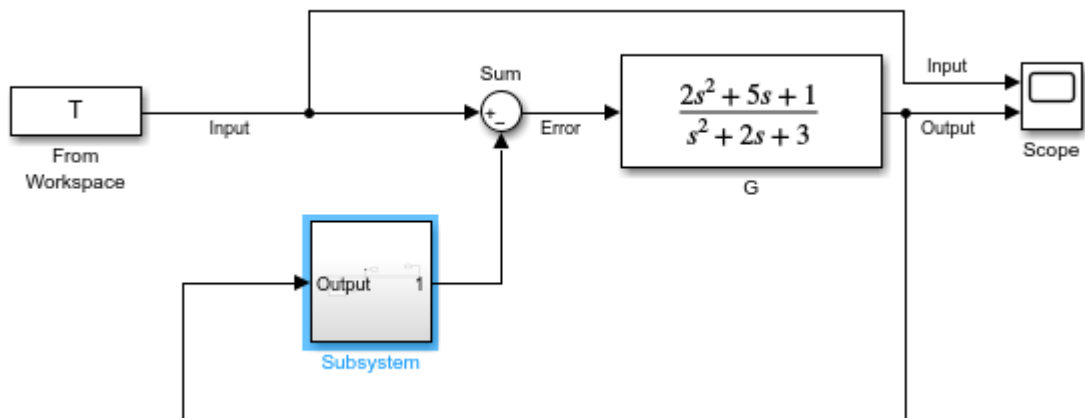 Sum
Input
T
+
−
2s² + 5s + 1
s² + 2s + 3
Input
Error
Output
From
Workspace
G
Scope
Output
1
Subsystem